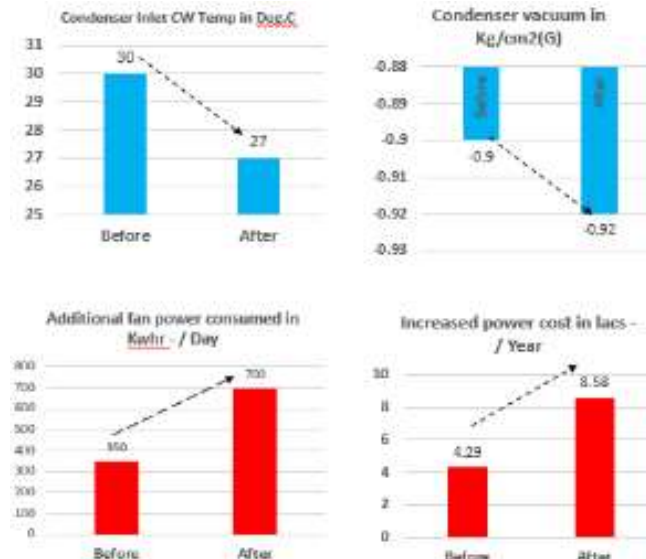 Condenser Inlet CW Temp in Dug.C
31
30
29
28
27
26
25
30
27
Before
After
Condenser vacuum in
Kg/cm2(G)
-0.88
-0.89
-0.9
-0.91
-0.92
-0.93
Before
After
-0.9
-0.92
Additional fan power consumed in
Kwhr - / Day
800
700
600
500
400
300
200
100
0
350
700
Before
After
Increased power cost in lacs -
/ Year
10
8
6
4
2
0
4.29
8.58
Before
After